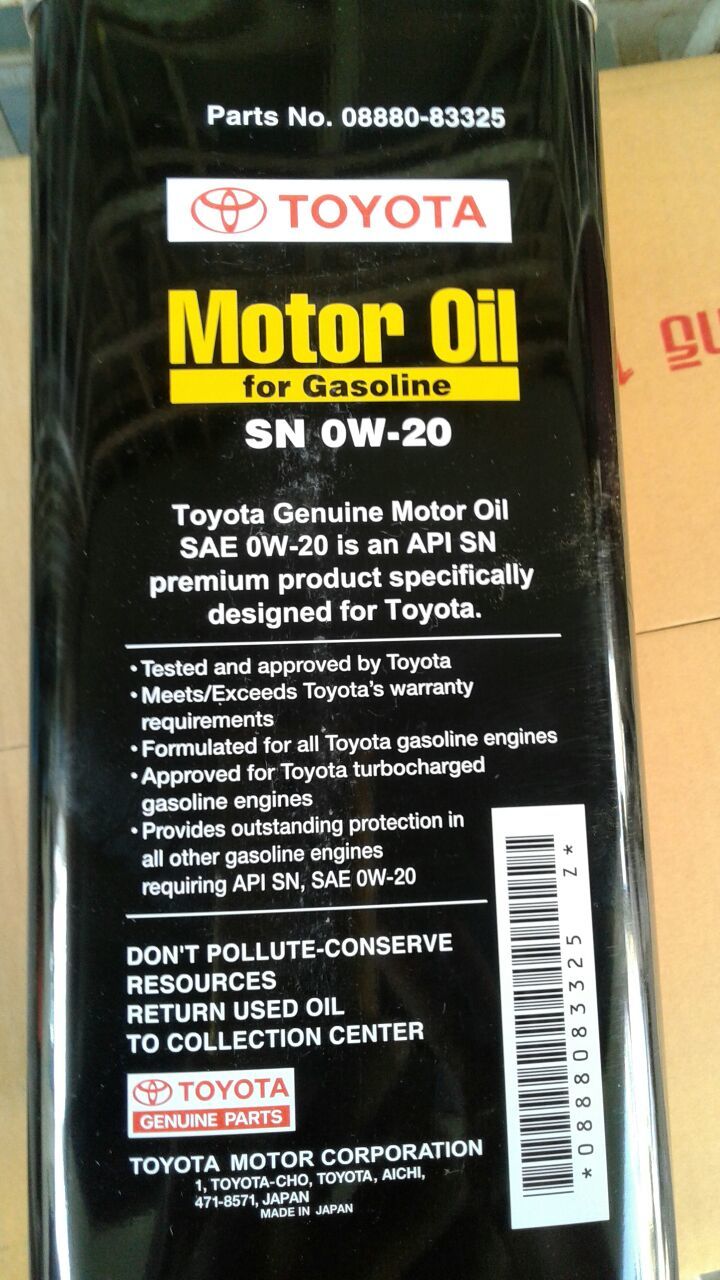 Parts No. 08880-83325
TOYOTA
Motor Oil
for Gasoline
SN 0W-20
Toyota Genuine Motor Oil
SAE 0W-20 is an API SN
premium product specifically
designed for Toyota.
• Tested and approved by Toyota
• Meets/Exceeds Toyota's warranty
requirements
• Formulated for all Toyota gasoline engines
• Approved for Toyota turbocharged
gasoline engines
• Provides outstanding protection in
all other gasoline engines
requiring API SN, SAE 0W-20
DON'T POLLUTE-CONSERVE
RESOURCES
RETURN USED OIL
TO COLLECTION CENTER
TOYOTA
GENUINE PARTS
TOYOTA MOTOR CORPORATION
1, TOYOTA-CHO, TOYOTA, AICHI,
471-8571, JAPAN
MADE IN JAPAN
*0888083325 Z*